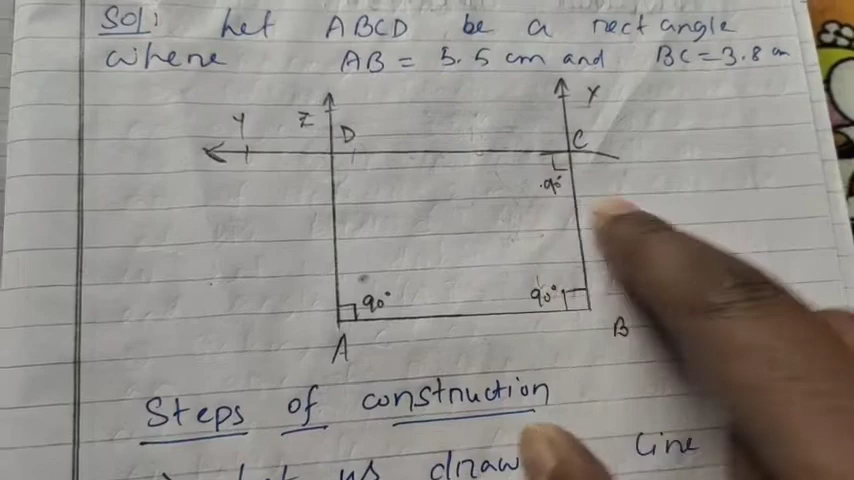 Sol: Let ABCD be a rectangle
where AB = 5.5 cm and BC = 3.8 cm
X
Y Z D C
90°
90° 90°
A B
Steps of construction
Let us draw line